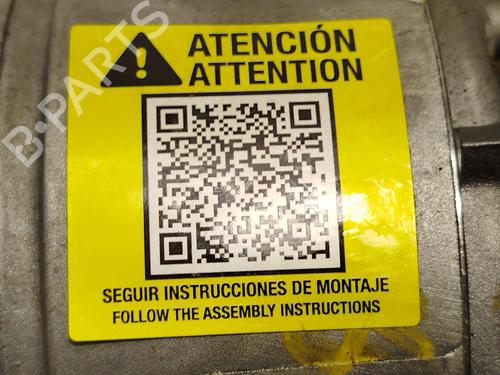 ATENCIÓN
ATTENTION
SEGUIR INSTRUCCIONES DE MONTAJE
FOLLOW THE ASSEMBLY INSTRUCTIONS
B-PARTS